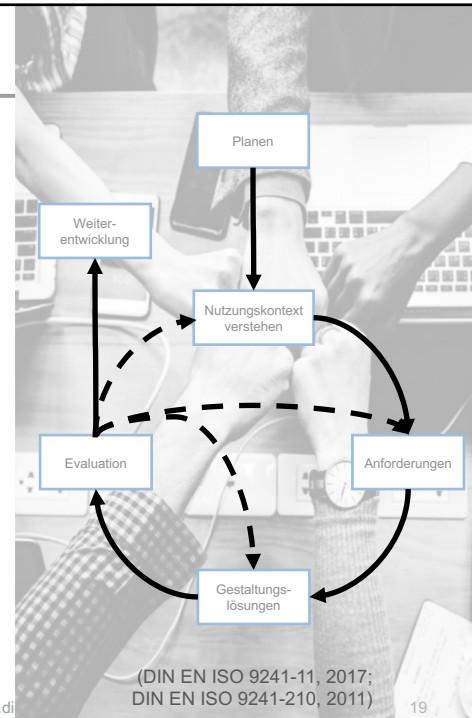 Planen
Weiter-
entwicklung
Nutzungskontext
verstehen
Evaluation
Anforderungen
Gestaltungs-
lösungen
(DIN EN ISO 9241-11, 2017;
DIN EN ISO 9241-210, 2011)
19